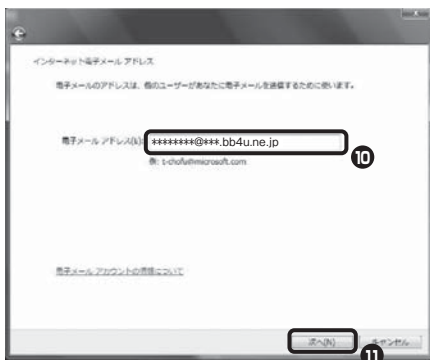 インターネット電子メール アドレス
電子メールのアドレスは、他のユーザーがあなたに電子メールを送信するために使います。
電子メール アドレス(A): ********@***.bb4u.ne.jp
⑩
例: t-chofu@microsoft.com
電子メール アカウントの情報について
次へ(N) キャンセル
⑪